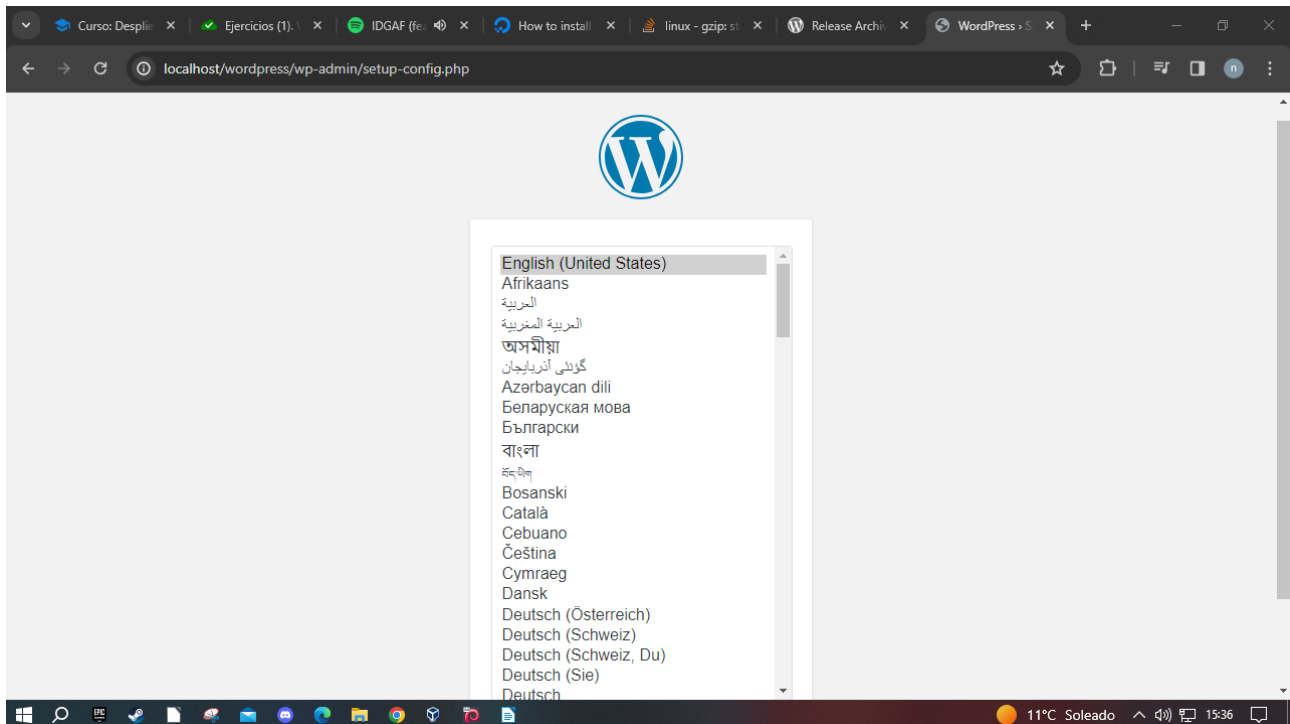 Curso: Desplie
Ejercicios (1). \
IDGAF (fea
How to install
linux - gzip: st
Release Archiv
WordPress › S
localhost/wordpress/wp-admin/setup-config.php
n
W
English (United States)
Afrikaans
العربية
العربية المغربية
অসমীয়া
گؤنئی آذربایجان
Azərbaycan dili
Беларуская мова
Български
বাংলা
བོད་ཡིག
Bosanski
Català
Cebuano
Čeština
Cymraeg
Dansk
Deutsch (Österreich)
Deutsch (Schweiz)
Deutsch (Schweiz, Du)
Deutsch (Sie)
Deutsch
EPIC
11°C Soleado
15:36